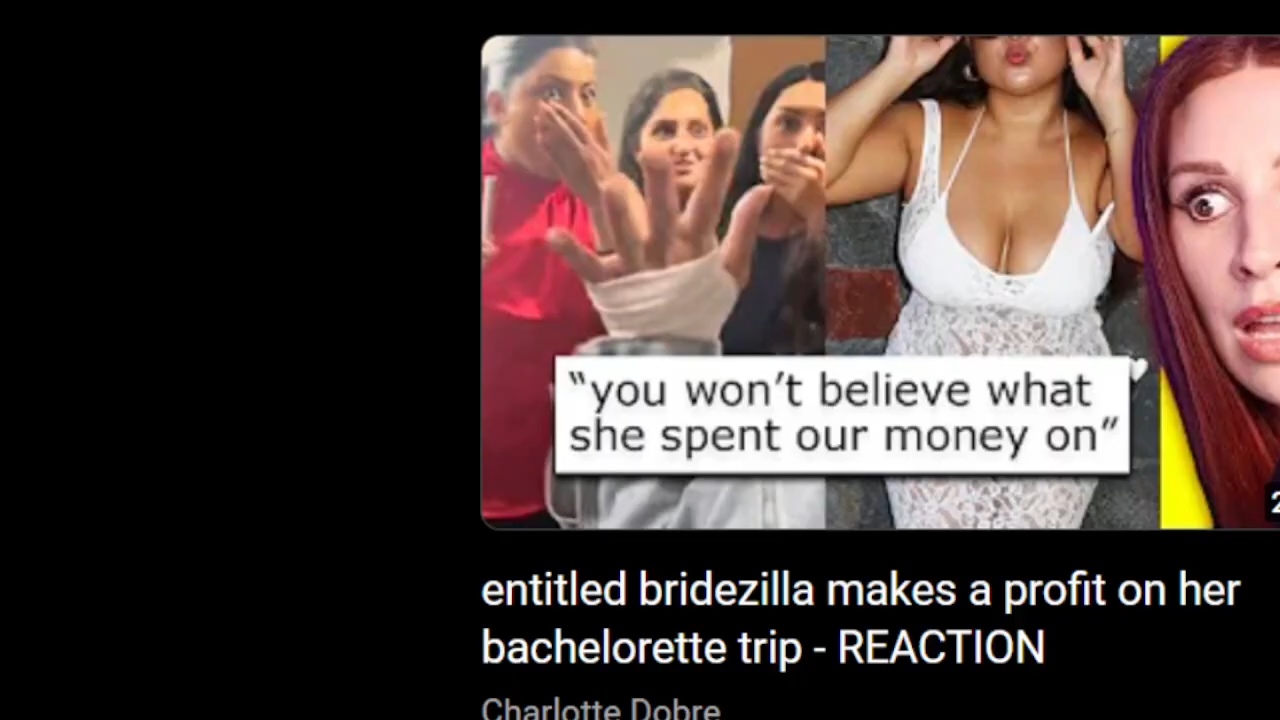 “you won’t believe what
she spent our money on”
2
entitled bridezilla makes a profit on her
bachelorette trip - REACTION
Charlotte Dobre